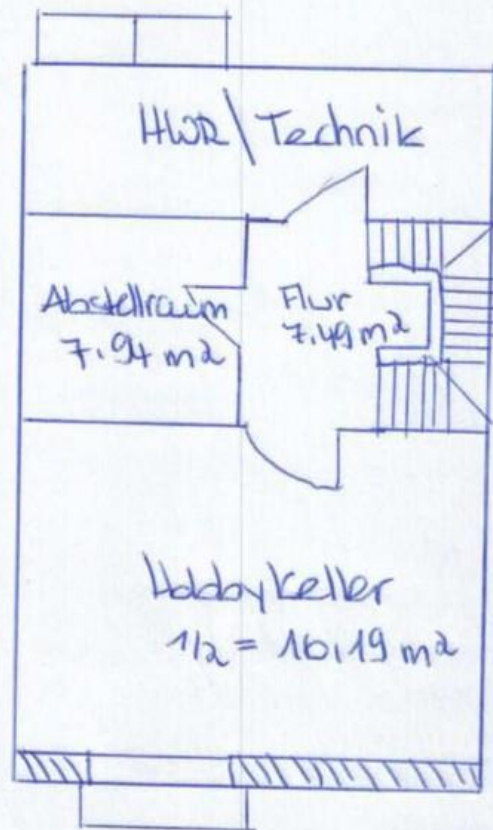 HWR \ Technik
Abstellraum
7.94 m²
Flur
7.49 m²
Hobbykeller
1/2 = 16,19 m²